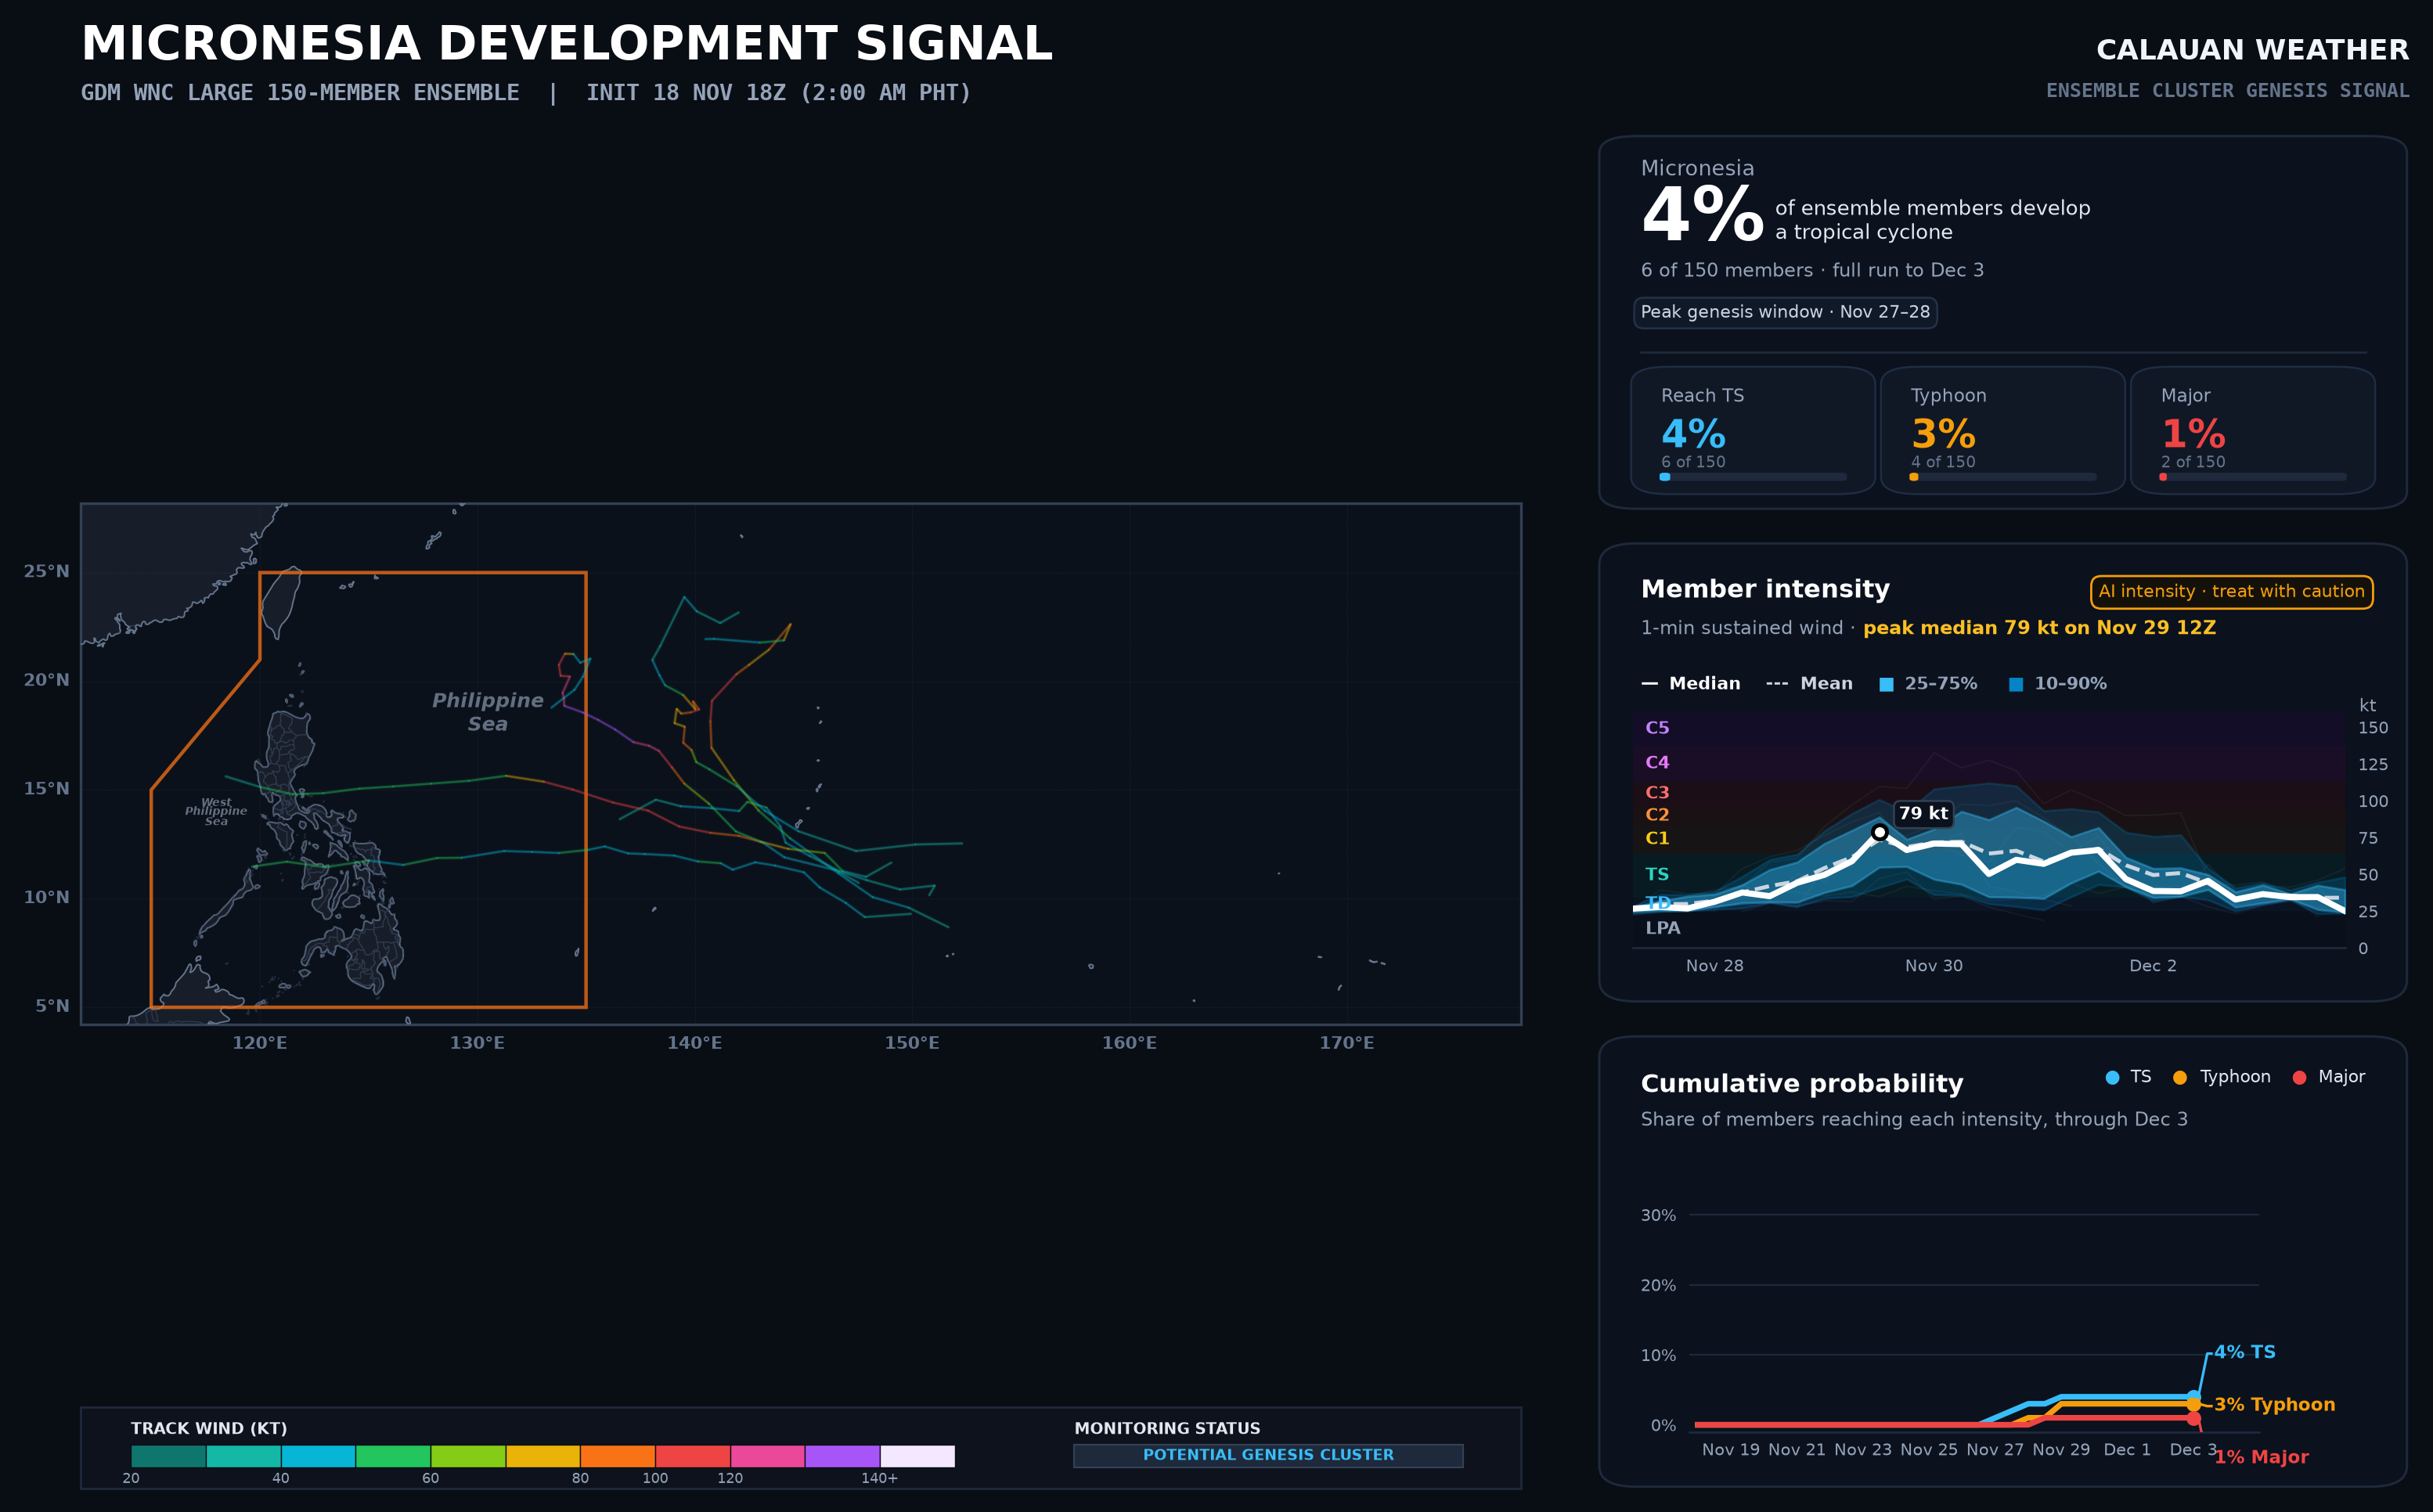 MICRONESIA DEVELOPMENT SIGNAL
GDM WNC LARGE 150-MEMBER ENSEMBLE | INIT 18 NOV 18Z (2:00 AM PHT)
CALAUAN WEATHER
ENSEMBLE CLUSTER GENESIS SIGNAL
25°N
20°N
15°N
10°N
5°N
120°E
130°E
140°E
150°E
160°E
170°E
Philippine
Sea
West
Philippine
Sea
TRACK WIND (KT)
20
40
60
80
100
120
140+
MONITORING STATUS
POTENTIAL GENESIS CLUSTER
Micronesia
4%
of ensemble members develop
a tropical cyclone
6 of 150 members · full run to Dec 3
Peak genesis window · Nov 27–28
Reach TS
4%
6 of 150
Typhoon
3%
4 of 150
Major
1%
2 of 150
Member intensity
AI intensity · treat with caution
1-min sustained wind · peak median 79 kt on Nov 29 12Z
Median
Mean
25–75%
10–90%
kt
C5
C4
C3
C2
C1
TS
TD
LPA
79 kt
150
125
100
75
50
25
0
Nov 28
Nov 30
Dec 2
Cumulative probability
TS
Typhoon
Major
Share of members reaching each intensity, through Dec 3
30%
20%
10%
0%
4% TS
3% Typhoon
1% Major
Nov 19
Nov 21
Nov 23
Nov 25
Nov 27
Nov 29
Dec 1
Dec 3